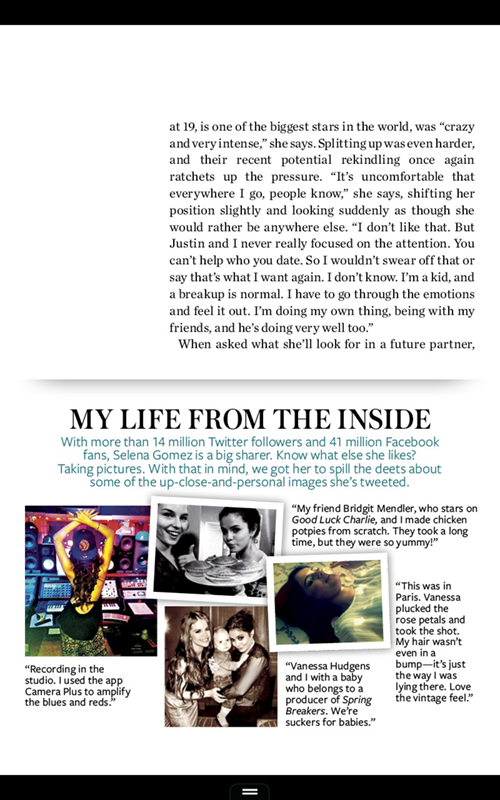 at 19, is one of the biggest stars in the world, was “crazy
and very intense,” she says. Splitting up was even harder,
and their recent potential rekindling once again
ratchets up the pressure. “It’s uncomfortable that
everywhere I go, people know,” she says, shifting her
position slightly and looking suddenly as though she
would rather be anywhere else. “I don’t like that. But
Justin and I never really focused on the attention. You
can’t help who you date. So I wouldn’t swear off that or
say that’s what I want again. I don’t know. I’m a kid, and
a breakup is normal. I have to go through the emotions
and feel it out. I’m doing my own thing, being with my
friends, and he’s doing very well too.”
When asked what she’ll look for in a future partner,
MY LIFE FROM THE INSIDE
With more than 14 million Twitter followers and 41 million Facebook
fans, Selena Gomez is a big sharer. Know what else she likes?
Taking pictures. With that in mind, we got her to spill the deets about
some of the up-close-and-personal images she’s tweeted.
“My friend Bridgit Mendler, who stars on
Good Luck Charlie, and I made chicken
potpies from scratch. They took a long
time, but they were so yummy!”
“This was in
Paris. Vanessa
plucked the
rose petals and
took the shot.
My hair wasn’t
even in a
bump—it’s just
the way I was
lying there. Love
the vintage feel.”
“Recording in the
studio. I used the app
Camera Plus to amplify
the blues and reds.”
“Vanessa Hudgens
and I with a baby
who belongs to a
producer of Spring
Breakers. We’re
suckers for babies.”